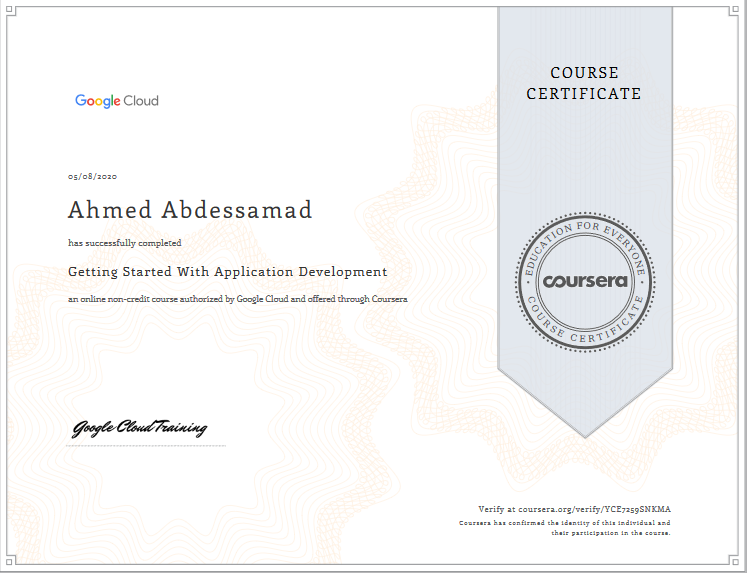 COURSE
CERTIFICATE
Google Cloud
05/08/2020
Ahmed Abdessamad
has successfully completed
Getting Started With Application Development
an online non-credit course authorized by Google Cloud and offered through Coursera
EDUCATION FOR EVERYONE
coursera
COURSE CERTIFICATE
Google Cloud Training
Verify at coursera.org/verify/YCE7259SNKMA
Coursera has confirmed the identity of this individual and
their participation in the course.